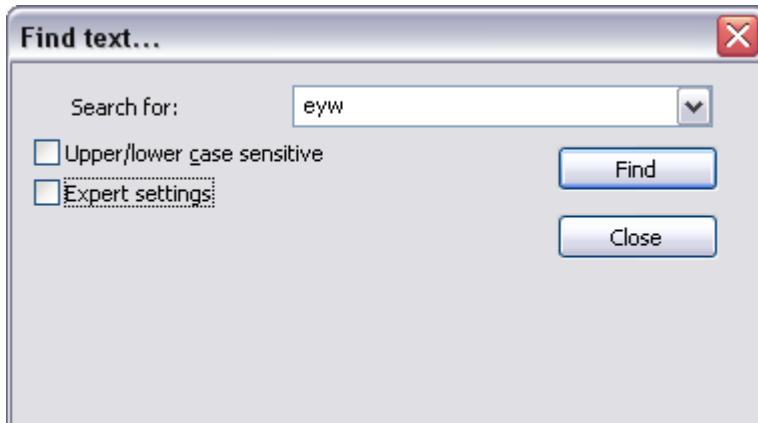 Find text...
Search for: eyw
Upper/lower case sensitive
Find
Expert settings
Close